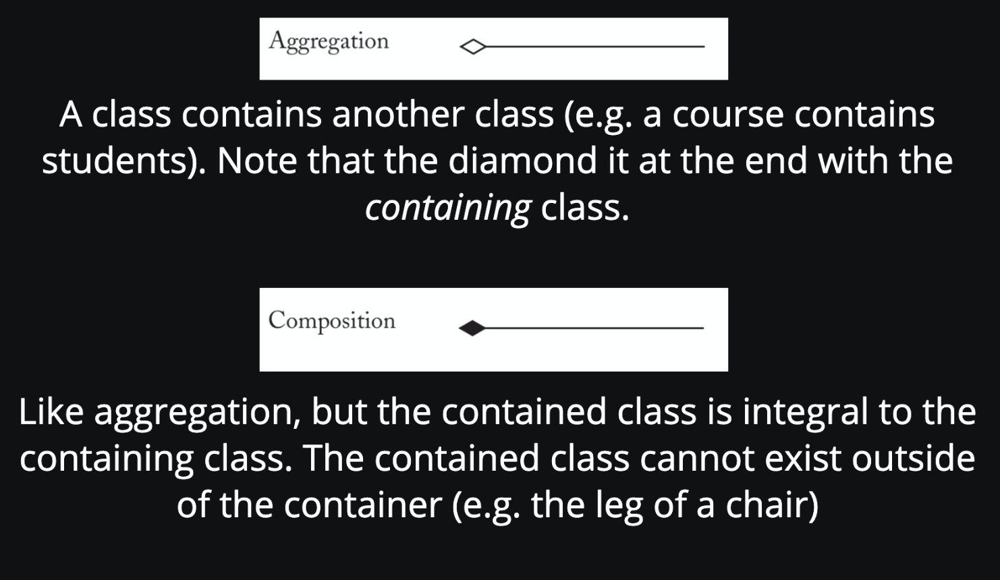 Aggregation
A class contains another class (e.g. a course contains
students). Note that the diamond it at the end with the
containing class.
Composition
Like aggregation, but the contained class is integral to the
containing class. The contained class cannot exist outside
of the container (e.g. the leg of a chair)